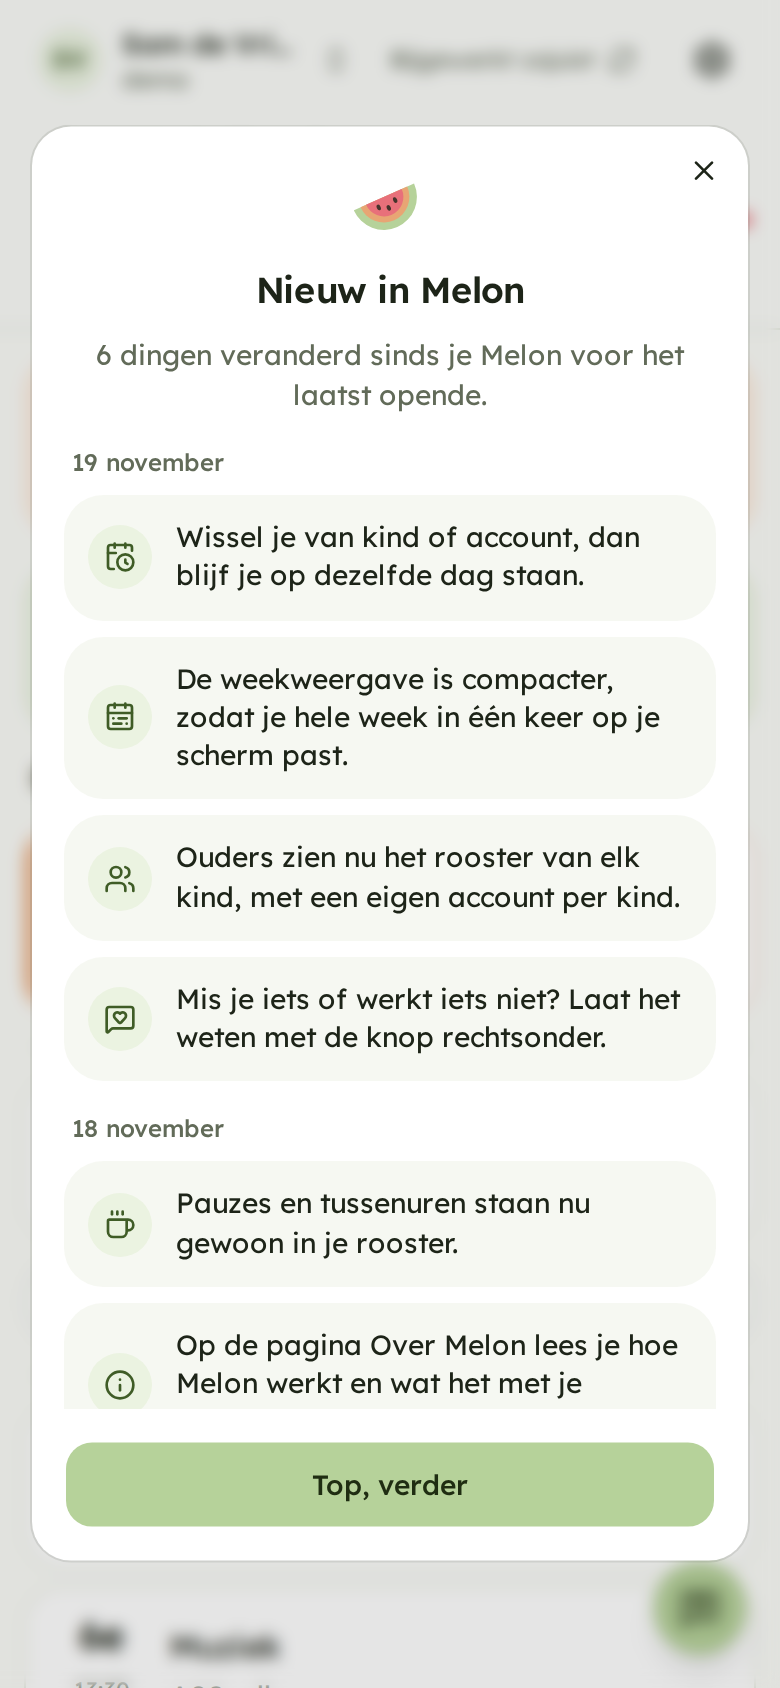 Nieuw in Melon
6 dingen veranderd sinds je Melon voor het
laatst opende.
19 november
Wissel je van kind of account, dan
blijf je op dezelfde dag staan.
De weekweergave is compacter,
zodat je hele week in één keer op je
scherm past.
Ouders zien nu het rooster van elk
kind, met een eigen account per kind.
Mis je iets of werkt iets niet? Laat het
weten met de knop rechtsonder.
18 november
Pauzes en tussenuren staan nu
gewoon in je rooster.
Op de pagina Over Melon lees je hoe
Melon werkt en wat het met je
Top, verder
Muziek